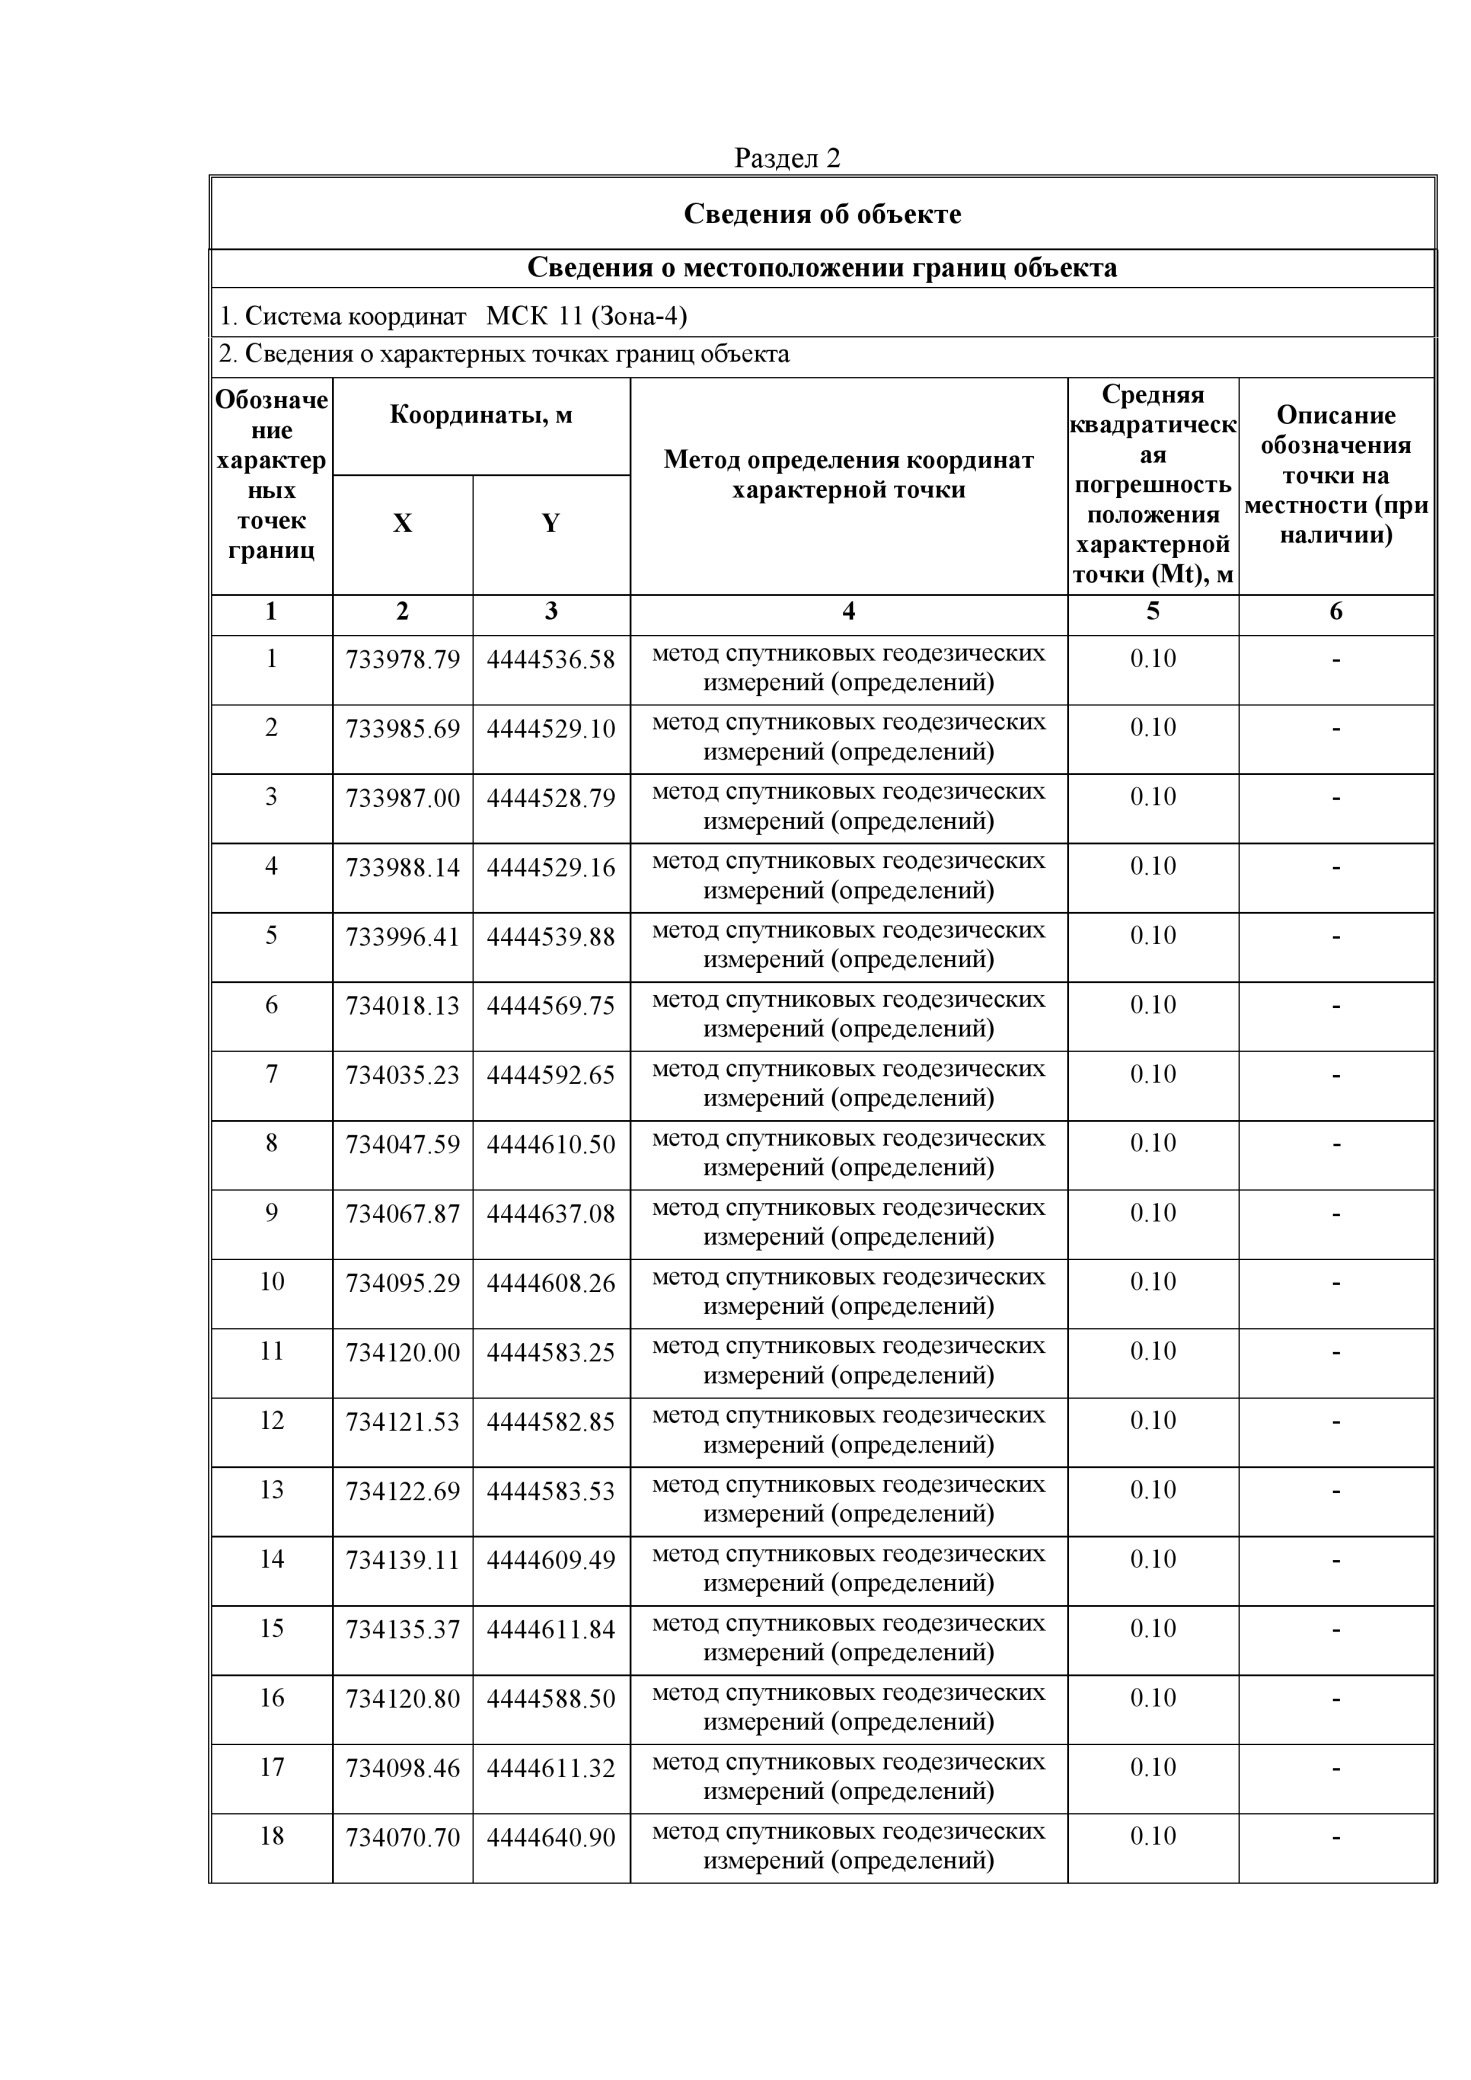 Раздел 2
Сведения об объекте
Сведения о местоположении границ объекта
1. Система координат МСК 11 (Зона-4)
2. Сведения о характерных точках границ объекта
Обозначе
ние
характер
ных
точек
границ
Координаты, м
X
Y
Метод определения координат
характерной точки
Средняя
квадратическ
ая
погрешность
положения
характерной
точки (Mt), м
Описание
обозначения
точки на
местности (при
наличии)
1 2 3 4 5 6
1 733978.79 4444536.58 метод спутниковых геодезических
измерений (определений) 0.10 -
2 733985.69 4444529.10 метод спутниковых геодезических
измерений (определений) 0.10 -
3 733987.00 4444528.79 метод спутниковых геодезических
измерений (определений) 0.10 -
4 733988.14 4444529.16 метод спутниковых геодезических
измерений (определений) 0.10 -
5 733996.41 4444539.88 метод спутниковых геодезических
измерений (определений) 0.10 -
6 734018.13 4444569.75 метод спутниковых геодезических
измерений (определений) 0.10 -
7 734035.23 4444592.65 метод спутниковых геодезических
измерений (определений) 0.10 -
8 734047.59 4444610.50 метод спутниковых геодезических
измерений (определений) 0.10 -
9 734067.87 4444637.08 метод спутниковых геодезических
измерений (определений) 0.10 -
10 734095.29 4444608.26 метод спутниковых геодезических
измерений (определений) 0.10 -
11 734120.00 4444583.25 метод спутниковых геодезических
измерений (определений) 0.10 -
12 734121.53 4444582.85 метод спутниковых геодезических
измерений (определений) 0.10 -
13 734122.69 4444583.53 метод спутниковых геодезических
измерений (определений) 0.10 -
14 734139.11 4444609.49 метод спутниковых геодезических
измерений (определений) 0.10 -
15 734135.37 4444611.84 метод спутниковых геодезических
измерений (определений) 0.10 -
16 734120.80 4444588.50 метод спутниковых геодезических
измерений (определений) 0.10 -
17 734098.46 4444611.32 метод спутниковых геодезических
измерений (определений) 0.10 -
18 734070.70 4444640.90 метод спутниковых геодезических
измерений (определений) 0.10 -